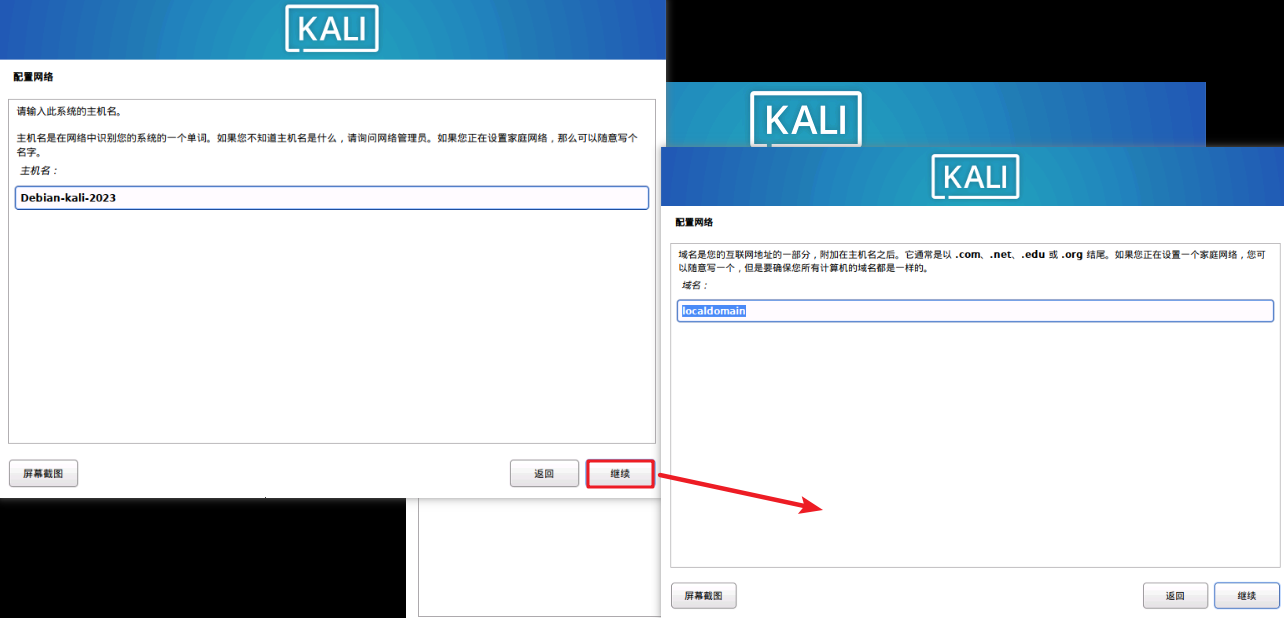 KALI
配置网络
请输入此系统的主机名。
主机名是在网络中识别您的系统的一个单词。如果您不知道主机名是什么，请询问网络管理员。如果您正在设置家庭网络，那么可以随意写个
名字。
主机名：
Debian-kali-2023
屏幕截图
返回
继续
KALI
KALI
配置网络
域名是您的互联网地址的一部分，附加在主机名之后。它通常是以 .com、.net、.edu 或 .org 结尾。如果您正在设置一个家庭网络，您可
以随意写一个，但是要确保您所有计算机的域名都是一样的。
域名：
localdomain
屏幕截图
返回
继续